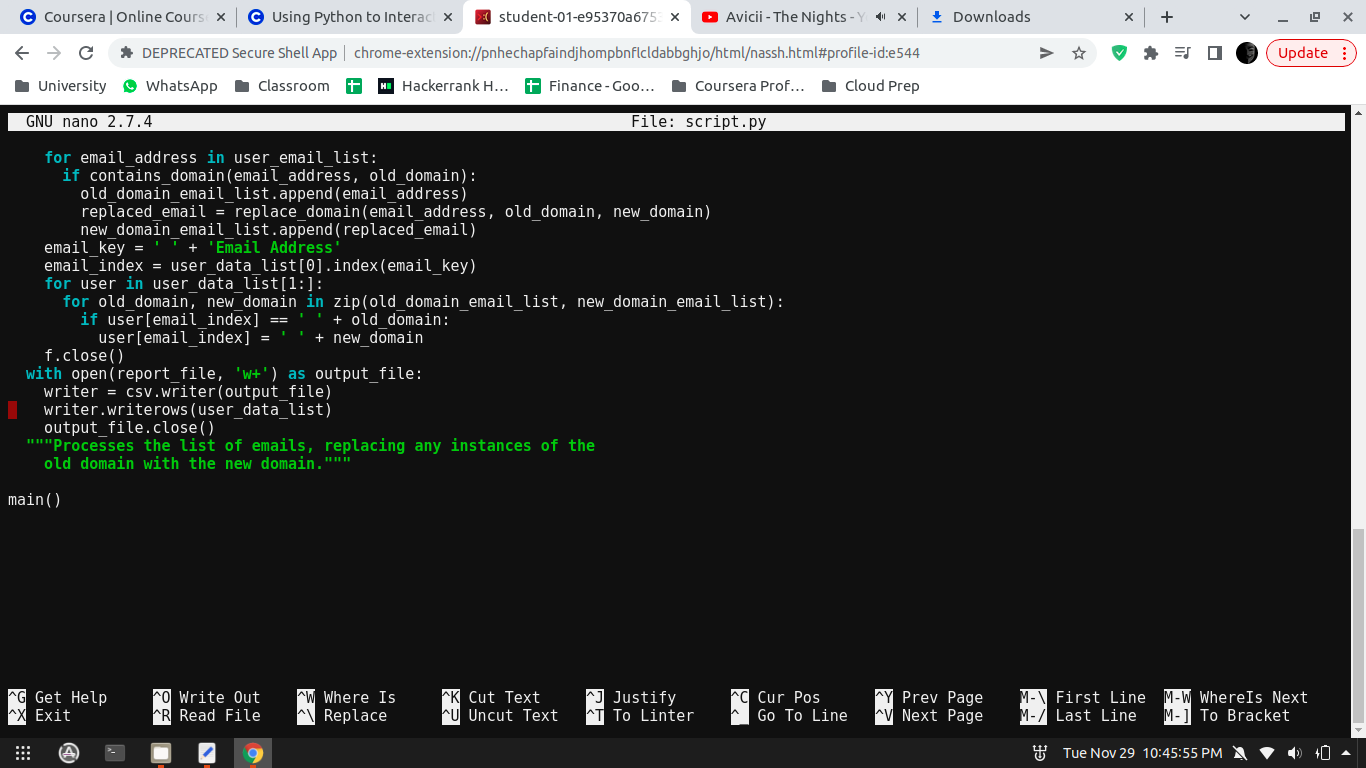 Coursera | Online Course
Using Python to Interac
student-01-e95370a6753
Avicii - The Nights - Y
Downloads
DEPRECATED Secure Shell App
chrome-extension://pnhechapfaindjhompbnflcldabbghjo/html/nassh.html#profile-id:e544
Update
University
WhatsApp
Classroom
Hackerrank H...
Finance - Goo...
Coursera Prof...
Cloud Prep
GNU nano 2.7.4 File: script.py
for email_address in user_email_list:
if contains_domain(email_address, old_domain):
old_domain_email_list.append(email_address)
replaced_email = replace_domain(email_address, old_domain, new_domain)
new_domain_email_list.append(replaced_email)
email_key = ' ' + 'Email Address'
email_index = user_data_list[0].index(email_key)
for user in user_data_list[1:]:
for old_domain, new_domain in zip(old_domain_email_list, new_domain_email_list):
if user[email_index] == ' ' + old_domain:
user[email_index] = ' ' + new_domain
f.close()
with open(report_file, 'w+') as output_file:
writer = csv.writer(output_file)
writer.writerows(user_data_list)
output_file.close()
"""Processes the list of emails, replacing any instances of the
old domain with the new domain."""
main()
^G Get Help ^O Write Out ^W Where Is ^K Cut Text ^J Justify ^C Cur Pos ^Y Prev Page M-\ First Line M-W WhereIs Next
^X Exit ^R Read File ^\ Replace ^U Uncut Text ^T To Linter ^_ Go To Line ^V Next Page M-/ Last Line M-] To Bracket
Tue Nov 29 10:45:55 PM